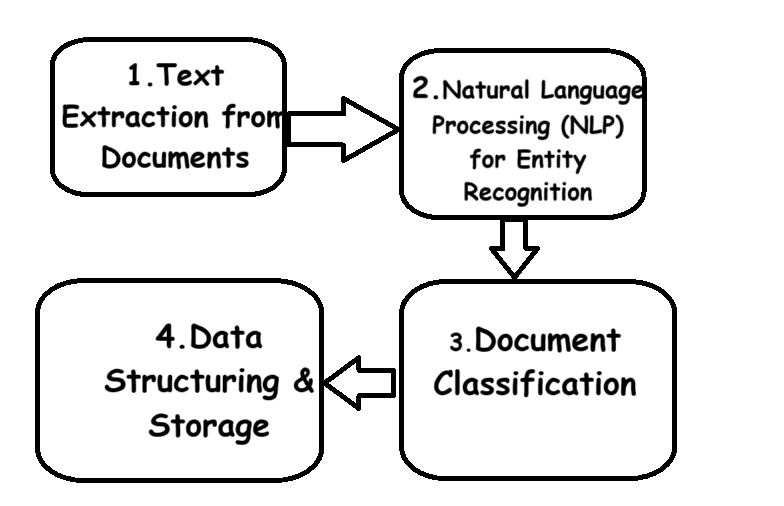 1.Text
Extraction from
Documents
2.Natural Language
Processing (NLP)
for Entity
Recognition
3.Document
Classification
4.Data
Structuring &
Storage